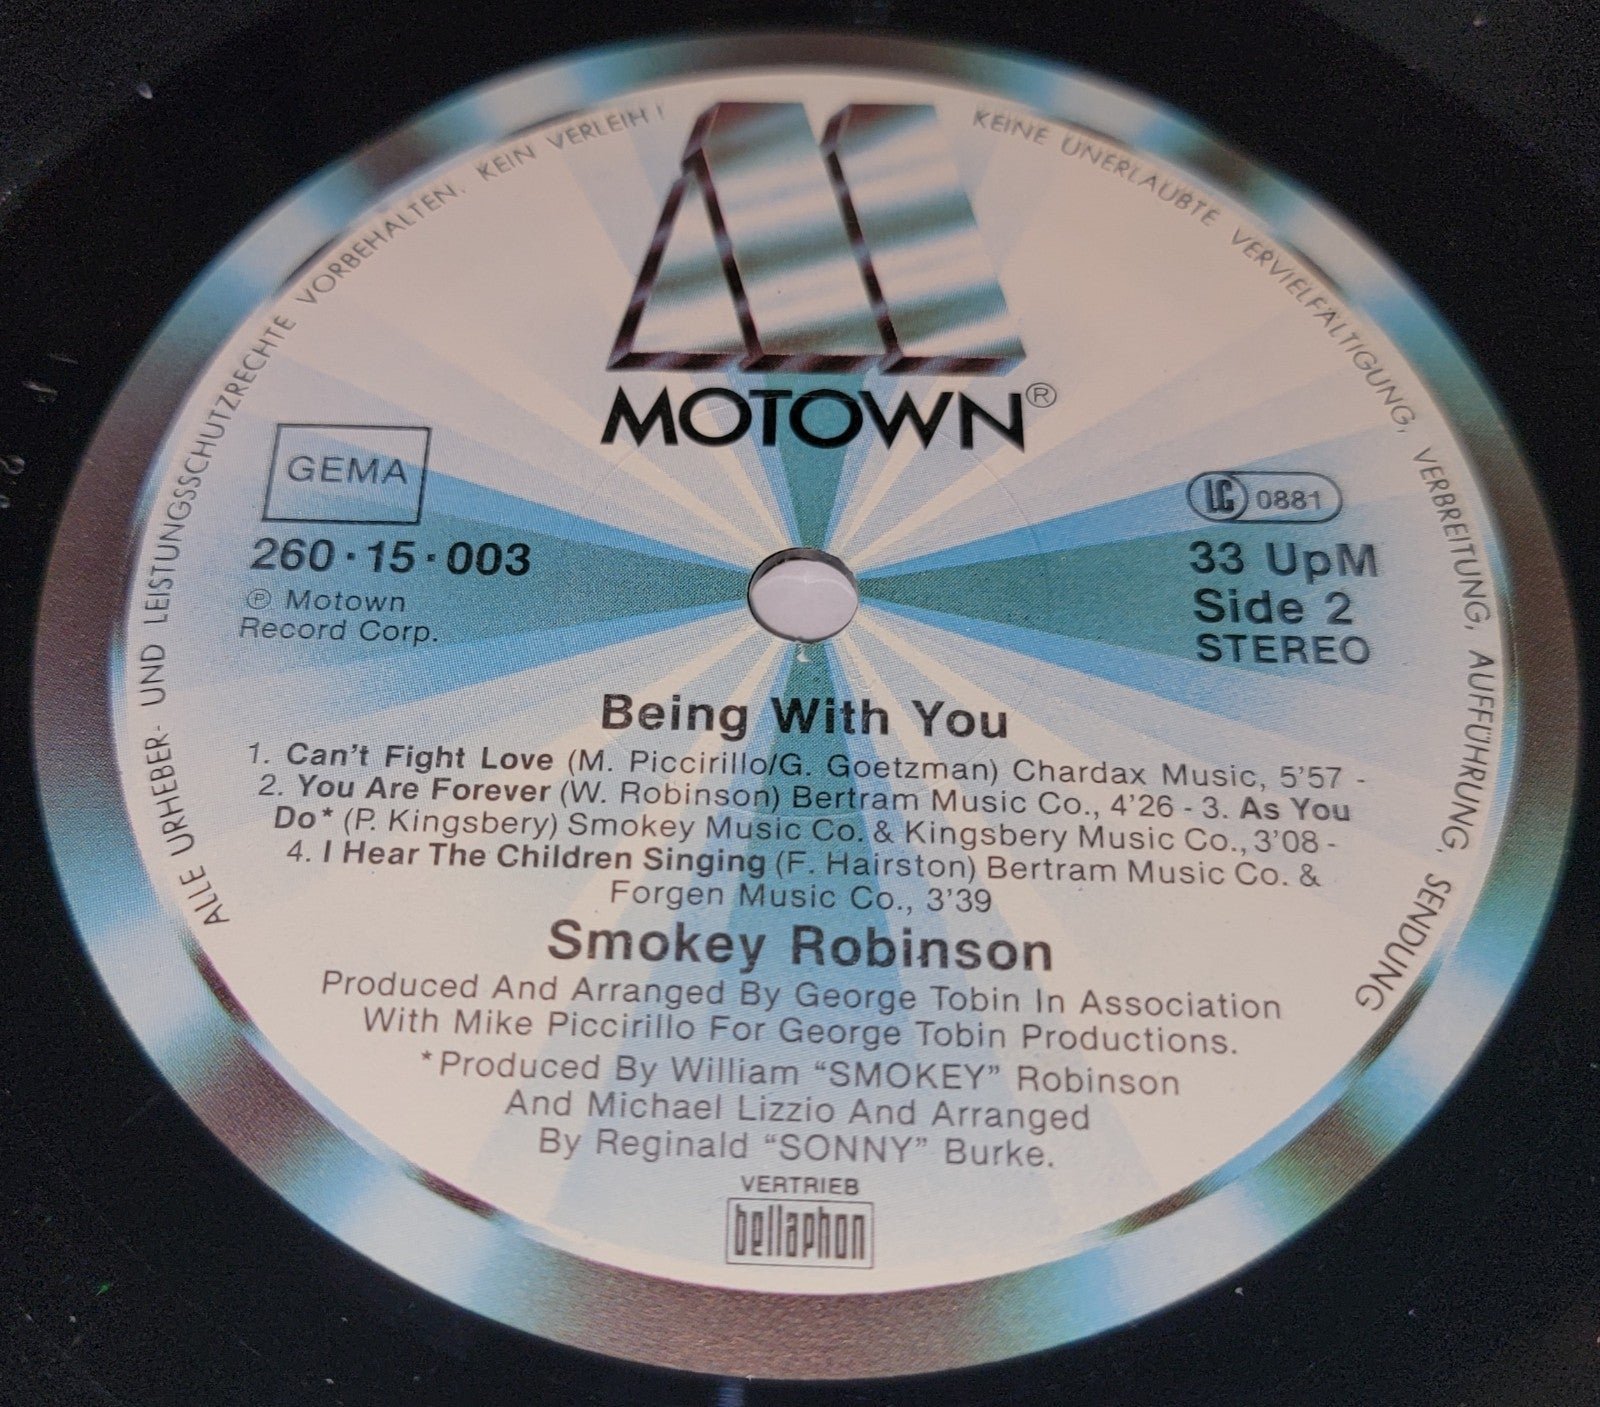 ALLE URHEBER- UND LEISTUNGSSCHUTZRECHTE VORBEHALTEN. KEIN VERLEIH!
KEINE UNERLAUBTE VERVIELFÄLTIGUNG, VERBREITUNG, AUFFÜHRUNG, SENDUNG
MOTOWN®
GEMA
260·15·003
℗ Motown
Record Corp.
LC 0881
33 UpM
Side 2
STEREO
Being With You
1. Can't Fight Love (M. Piccirillo/G. Goetzman) Chardax Music, 5'57 -
2. You Are Forever (W. Robinson) Bertram Music Co., 4'26 - 3. As You
Do* (P. Kingsbery) Smokey Music Co. & Kingsbery Music Co., 3'08 -
4. I Hear The Children Singing (F. Hairston) Bertram Music Co. &
Forgen Music Co., 3'39
Smokey Robinson
Produced And Arranged By George Tobin In Association
With Mike Piccirillo For George Tobin Productions.
*Produced By William “SMOKEY” Robinson
And Michael Lizzio And Arranged
By Reginald “SONNY” Burke.
VERTRIEB
bellaphon